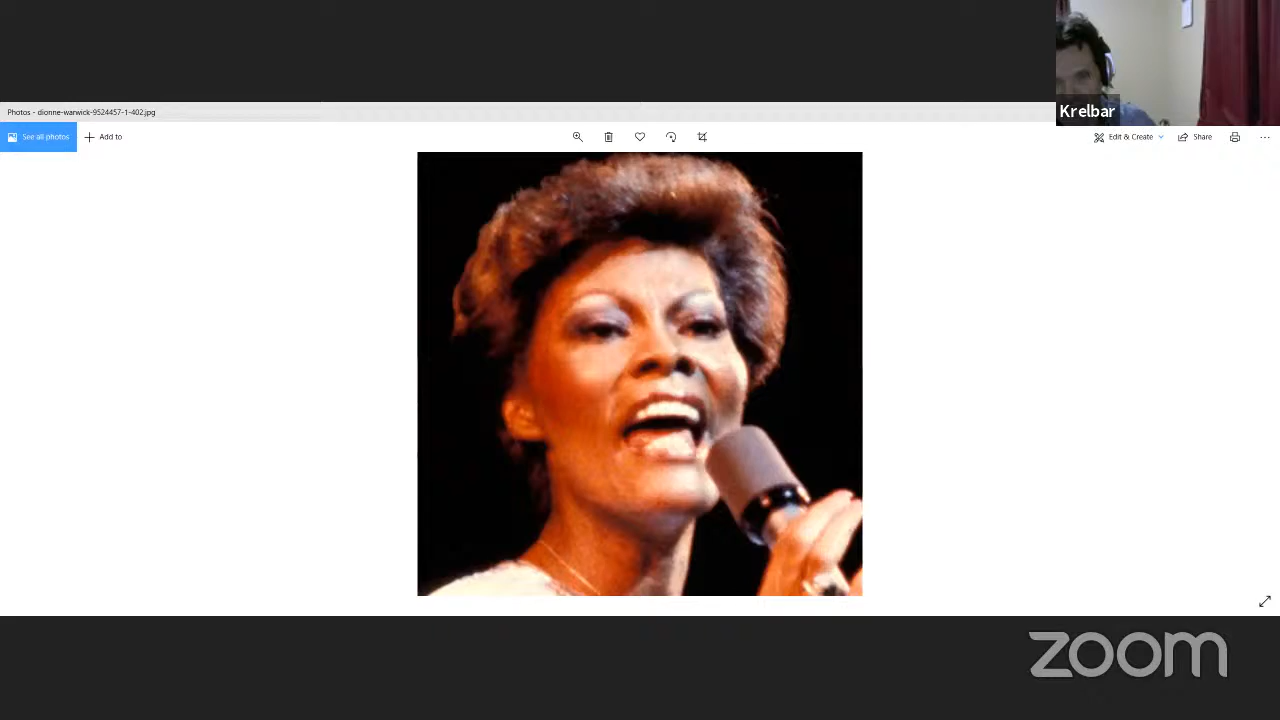 Krelbar
Photos - dionne-warwick-9524457-1-402.jpg
See all photos
Add to
Edit & Create
Share
zoom